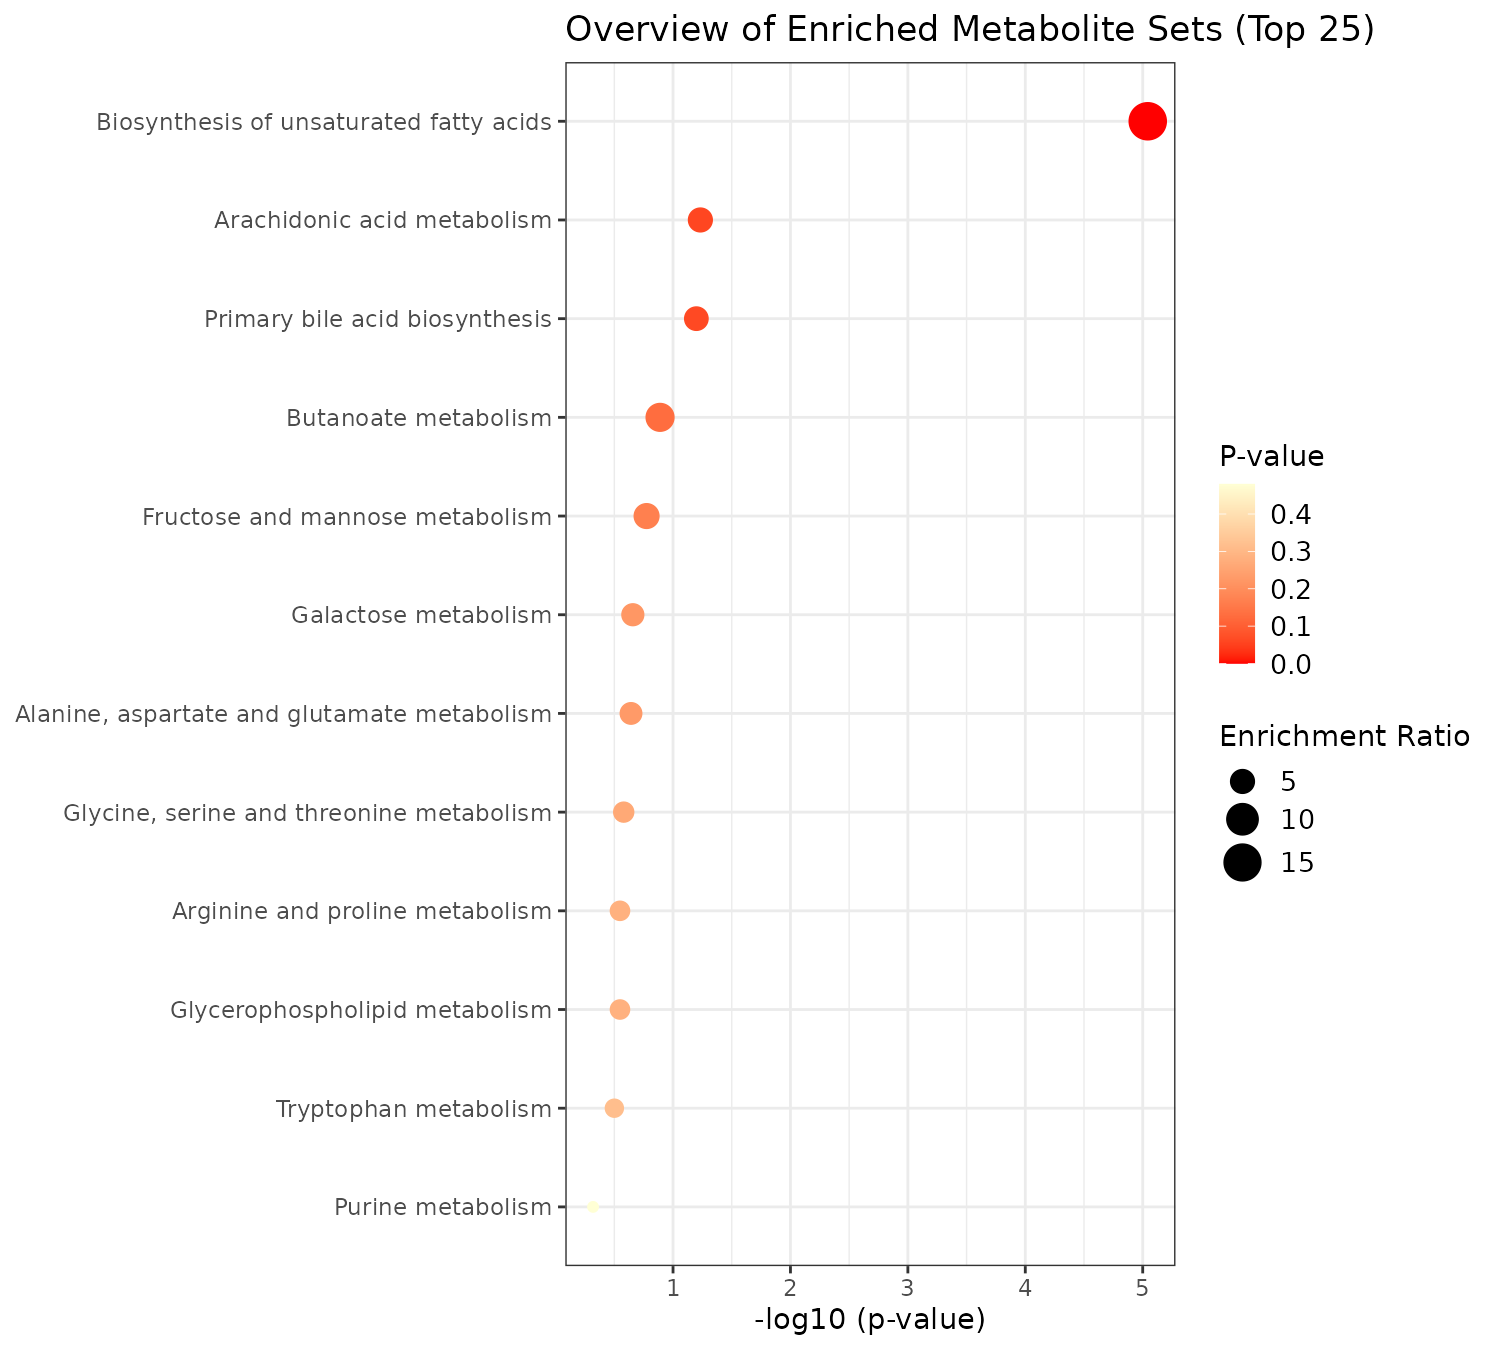 Overview of Enriched Metabolite Sets (Top 25)
Biosynthesis of unsaturated fatty acids
Arachidonic acid metabolism
Primary bile acid biosynthesis
Butanoate metabolism
Fructose and mannose metabolism
Galactose metabolism
Alanine, aspartate and glutamate metabolism
Glycine, serine and threonine metabolism
Arginine and proline metabolism
Glycerophospholipid metabolism
Tryptophan metabolism
Purine metabolism
1 2 3 4 5
-log10 (p-value)
P-value
0.4
0.3
0.2
0.1
0.0
Enrichment Ratio
5
10
15